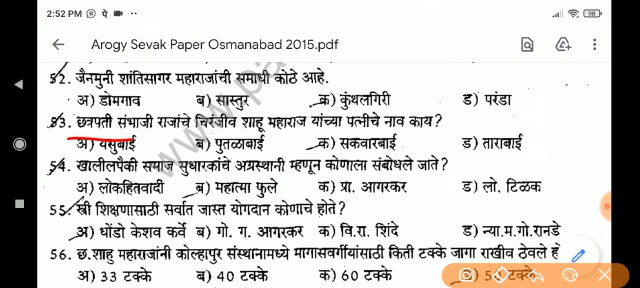 2:52 PM
98
Arogy Sevak Paper Osmanabad 2015.pdf
52. जैनमुनी शांतिसागर महाराजांची समाधी कोठे आहे.
अ) डोमगाव ब) सास्तुर क) कुंथलगिरी ड) परंडा
53. छत्रपती संभाजी राजांचे चिरंजीव शाहू महाराज यांच्या पत्नीचे नाव काय?
अ) यसुबाई ब) पुतळाबाई क) सकवारबाई ड) ताराबाई
54. खालीलपैकी समाज सुधारकांचे अग्रस्थानी म्हणून कोणाला संबोधले जाते?
अ) लोकहितवादी ब) महात्मा फुले क) प्रा. आगरकर ड) लो. टिळक
55. स्त्री शिक्षणासाठी सर्वात जास्त योगदान कोणाचे होते?
अ) धोंडो केशव कर्वे ब) गो. ग. आगरकर क) वि.रा. शिंदे ड) न्या.म.गो.रानडे
56. छ.शाहु महाराजांनी कोल्हापुर संस्थानामध्ये मागासवर्गीयांसाठी किती टक्के जागा राखीव ठेवले हे
अ) 33 टक्के ब) 40 टक्के क) 60 टक्के ड) 50 टक्के